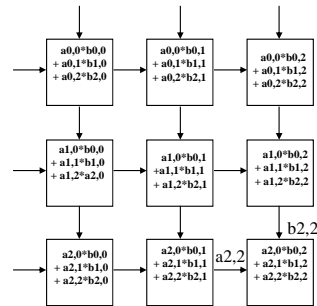 a0,0*b0,0
+ a0,1*b1,0
+ a0,2*b2,0
a0,0*b0,1
+ a0,1*b1,1
+ a0,2*b2,1
a0,0*b0,2
+ a0,1*b1,2
+ a0,2*b2,2
a1,0*b0,0
+ a1,1*b1,0
+ a1,2*a2,0
a1,0*b0,1
+a1,1*b1,1
+ a1,2*b2,1
a1,0*b0,2
+ a1,1*b1,2
+ a1,2*b2,2
b2,2
a2,0*b0,0
+ a2,1*b1,0
+ a2,2*b2,0
a2,0*b0,1
+ a2,1*b1,1
+ a2,2*b2,1
a2,2
a2,0*b0,2
+ a2,1*b1,2
+ a2,2*b2,2